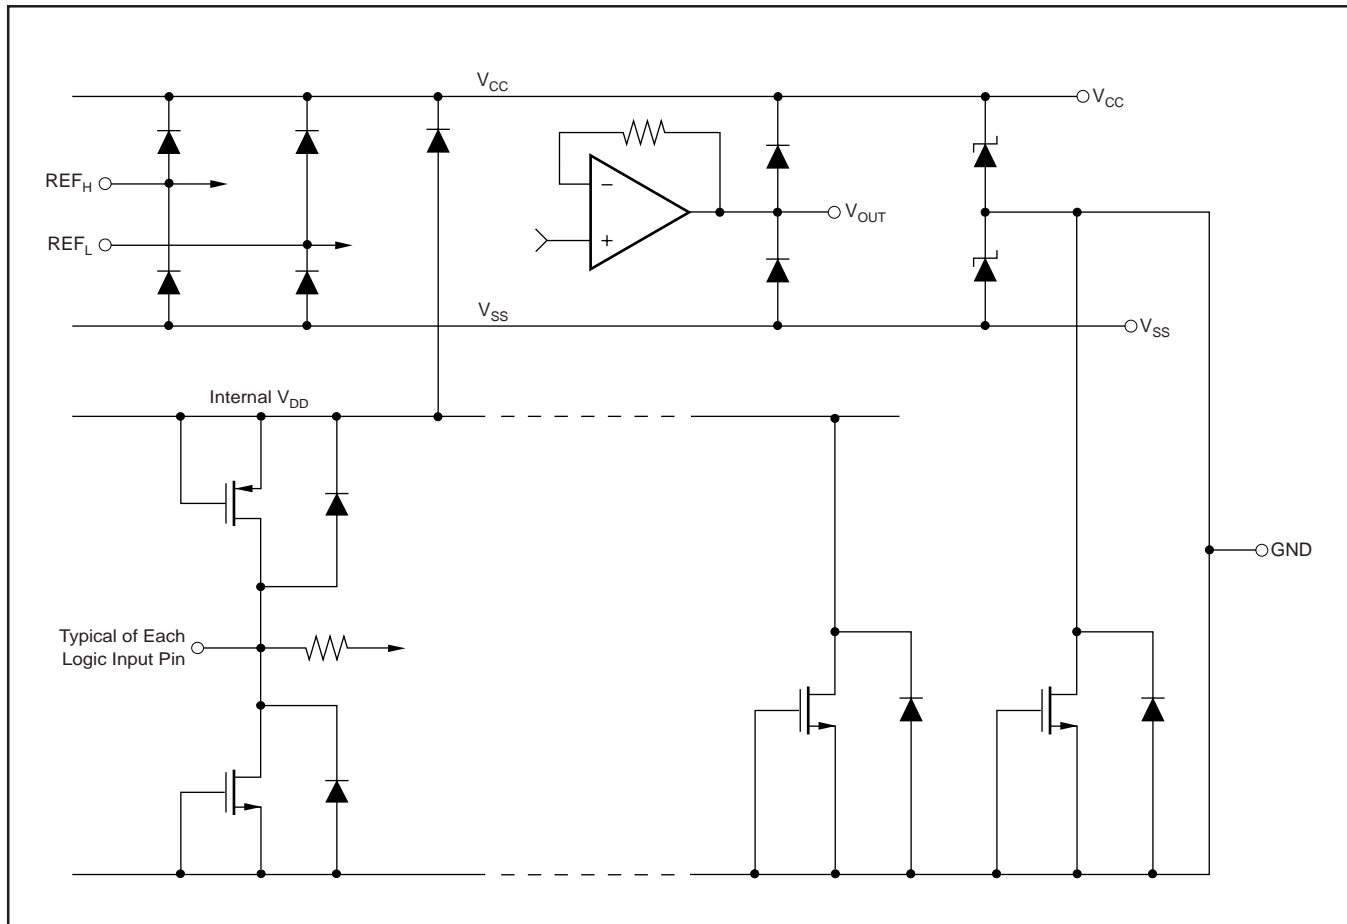 V_CC
V_CC
REF_H
−
V_OUT
REF_L
+
V_SS
V_SS
Internal V_DD
GND
Typical of Each
Logic Input Pin